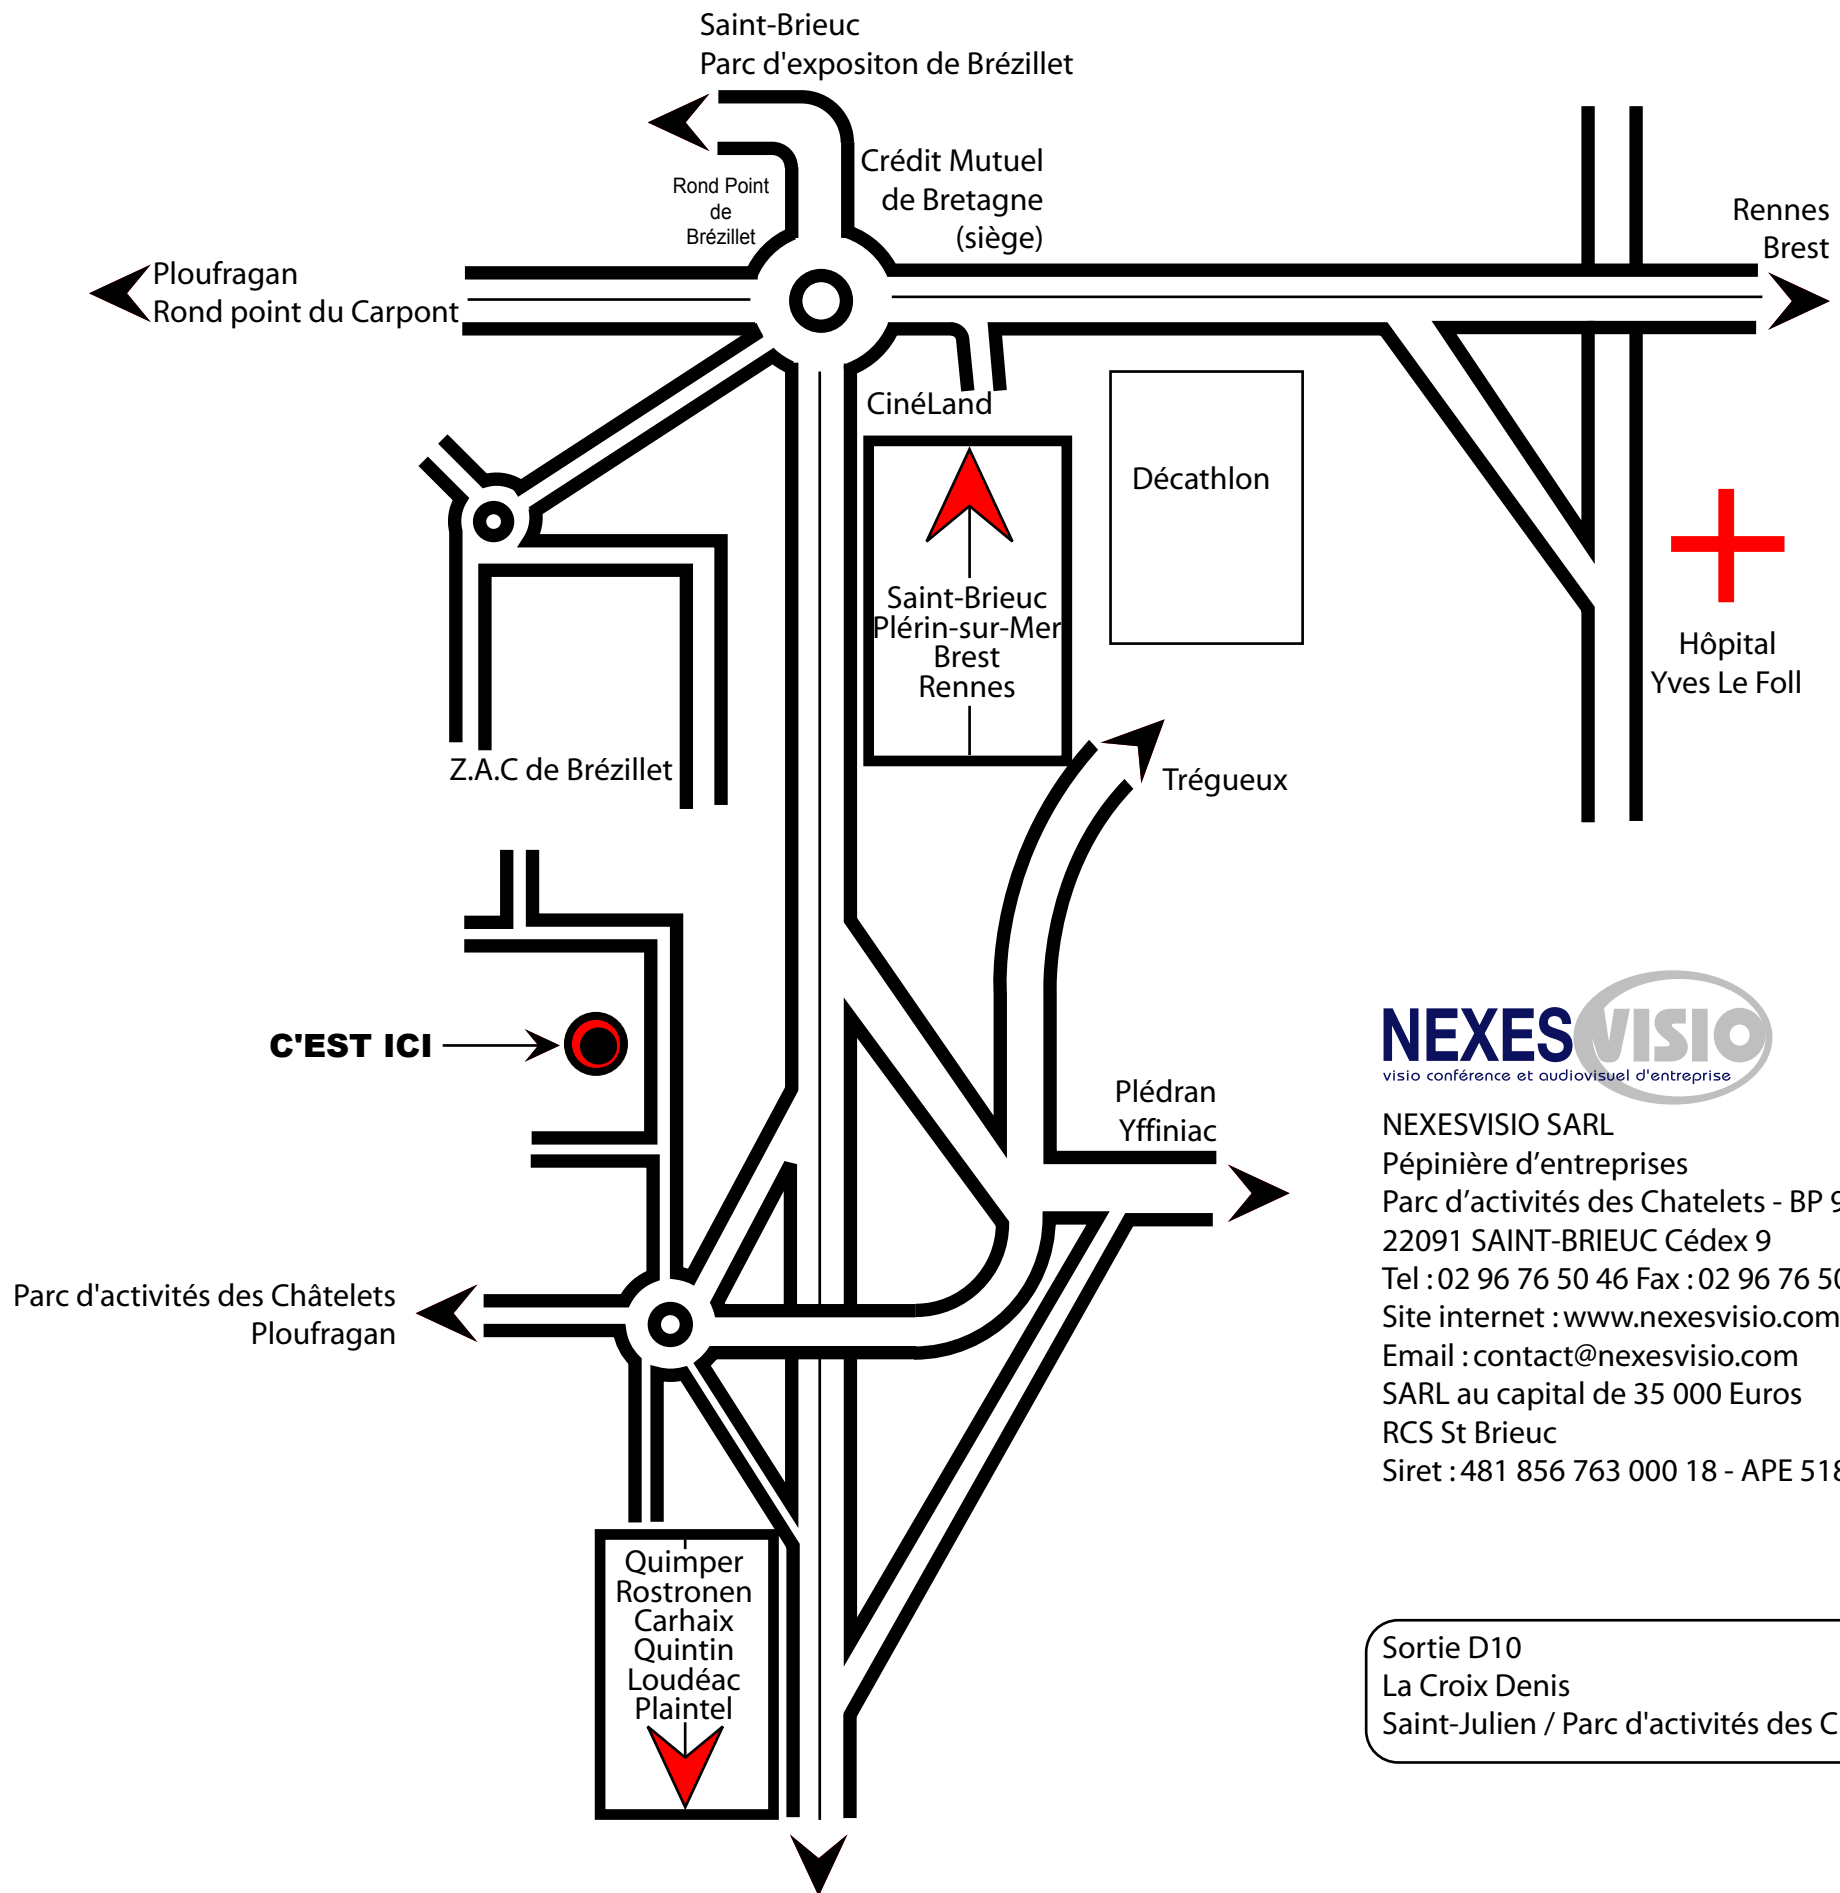 Saint-Brieuc
Parc d'expositon de Brézillet
Rond Point
de
Brézillet
Crédit Mutuel
de Bretagne
(siège)
Rennes
Brest
Ploufragan
Rond point du Carpont
CinéLand
Décathlon
Saint-Brieuc
Plérin-sur-Mer
Brest
Rennes
Hôpital
Yves Le Foll
Z.A.C de Brézillet
Trégueux
C'EST ICI
Plédran
Yffiniac
NEXES VISIO
visio conférence et audiovisuel d'entreprise
NEXESVISIO SARL
Pépinière d’entreprises
Parc d’activités des Chatelets - BP 9
22091 SAINT-BRIEUC Cédex 9
Tel : 02 96 76 50 46 Fax : 02 96 76 50
Site internet : www.nexesvisio.com
Email : contact@nexesvisio.com
SARL au capital de 35 000 Euros
RCS St Brieuc
Siret : 481 856 763 000 18 - APE 518
Parc d'activités des Châtelets
Ploufragan
Quimper
Rostronen
Carhaix
Quintin
Loudéac
Plaintel
Sortie D10
La Croix Denis
Saint-Julien / Parc d'activités des C